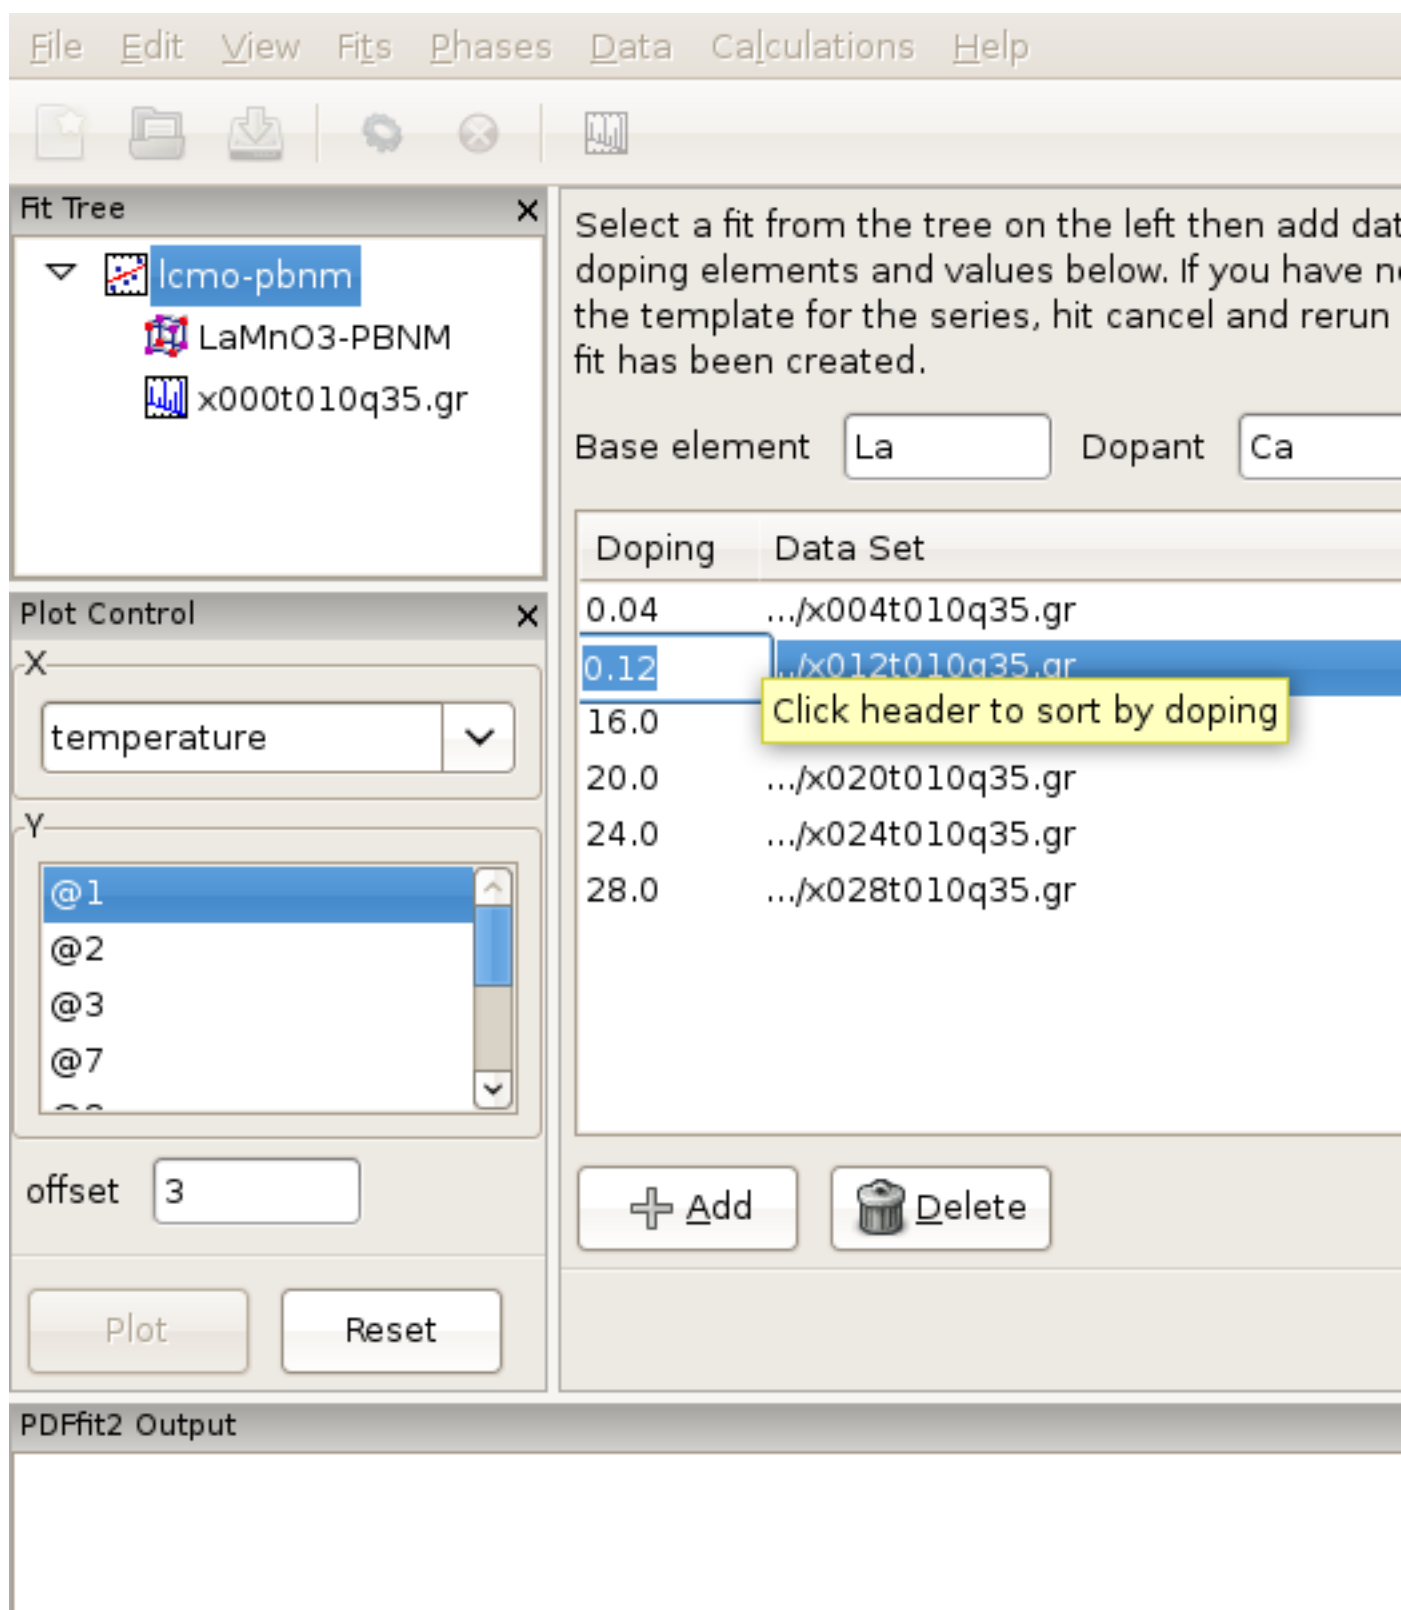 File Edit View Fits Phases Data Calculations Help
Fit Tree
lcmo-pbnm
LaMnO3-PBNM
x000t010q35.gr
Plot Control
X
temperature
Y
@1
@2
@3
@7
offset 3
Plot Reset
Select a fit from the tree on the left then add dat
doping elements and values below. If you have n
the template for the series, hit cancel and rerun
fit has been created.
Base element La Dopant Ca
Doping Data Set
0.04 .../x004t010q35.gr
0.12 ../x012t010q35.gr
Click header to sort by doping
16.0
20.0 .../x020t010q35.gr
24.0 .../x024t010q35.gr
28.0 .../x028t010q35.gr
Add Delete
PDFfit2 Output